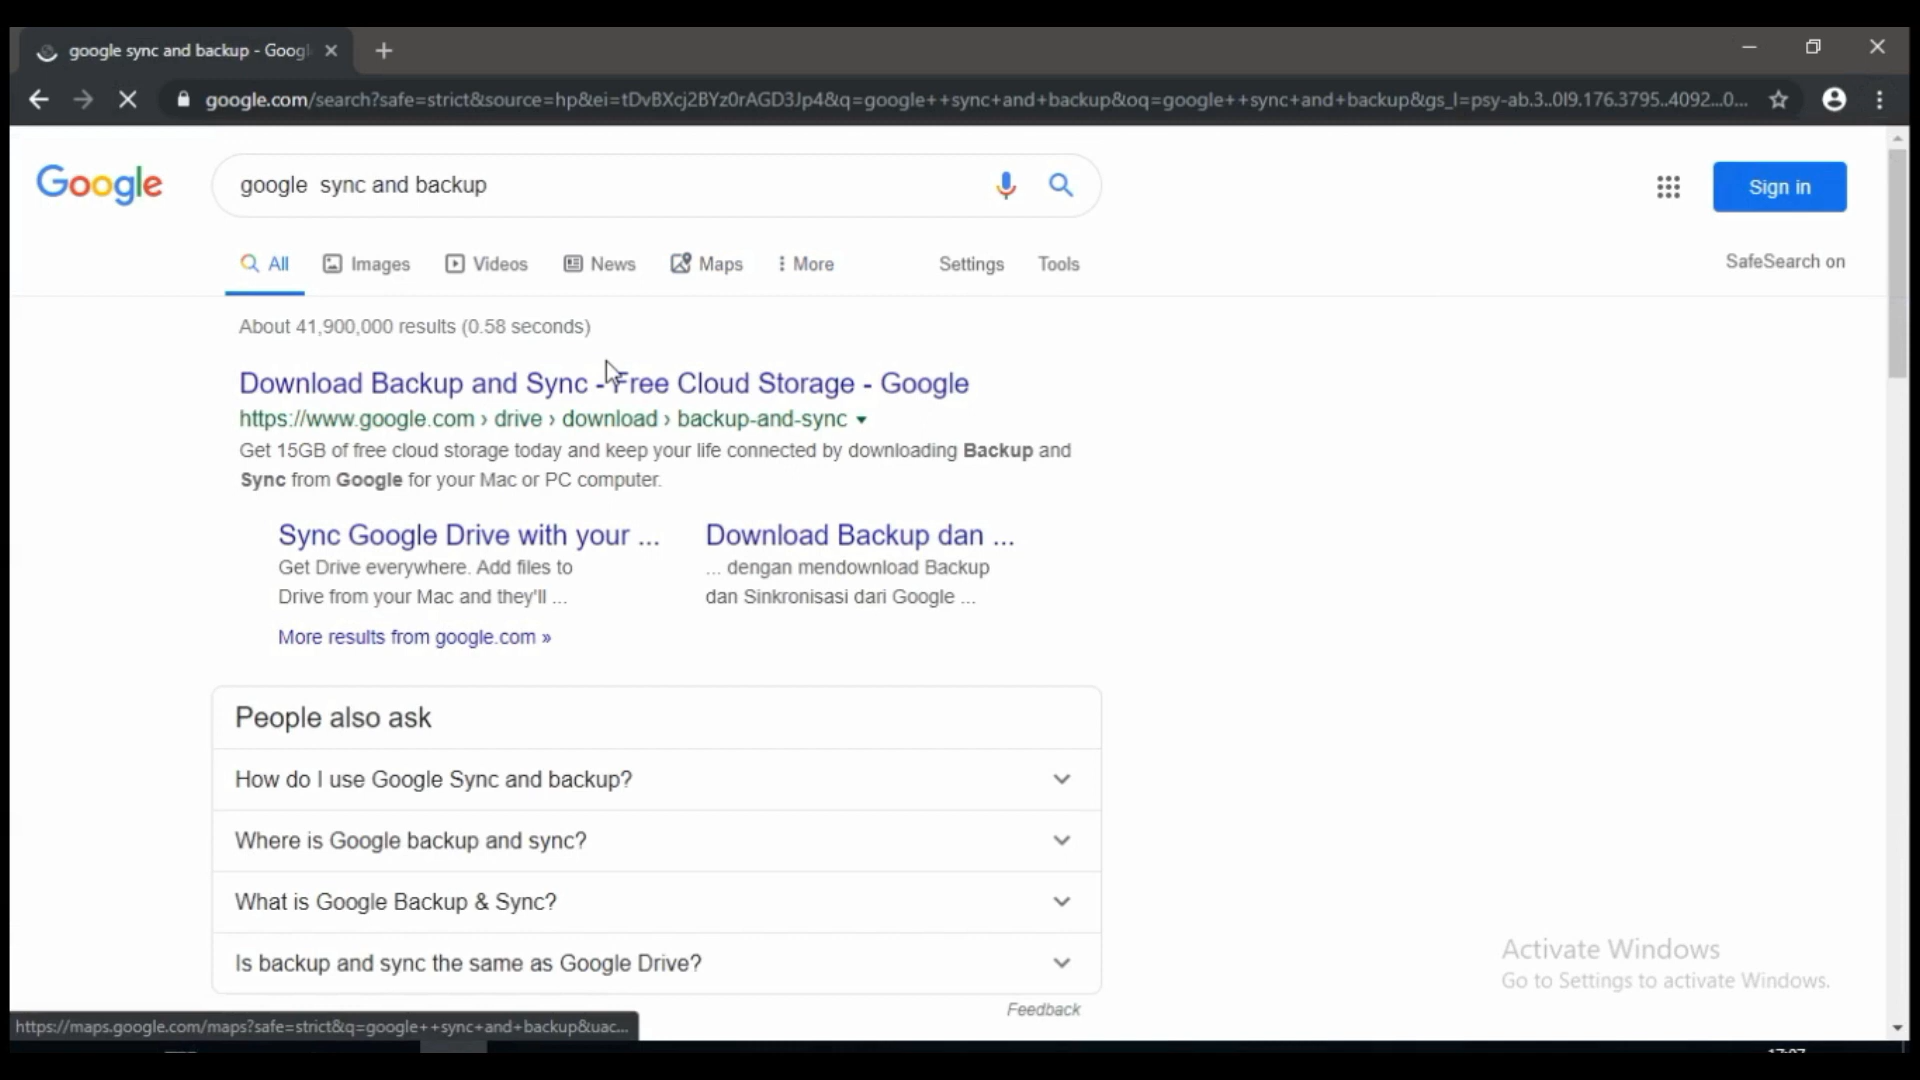 google sync and backup - Googl
google.com/search?safe=strict&source=hp&ei=tDvBXcj2BYz0rAGD3Jp4&q=google++sync+and+backup&oq=google++sync+and+backup&gs_l=psy-ab.3..0l9.176.3795..4092...0...
Google
google  sync and backup
Sign in
All Images Videos News Maps More Settings Tools
SafeSearch on
About 41,900,000 results (0.58 seconds)
Download Backup and Sync - Free Cloud Storage - Google
https://www.google.com › drive › download › backup-and-sync
Get 15GB of free cloud storage today and keep your life connected by downloading Backup and
Sync from Google for your Mac or PC computer.
Sync Google Drive with your ...
Get Drive everywhere. Add files to
Drive from your Mac and they'll ...
Download Backup dan ...
... dengan mendownload Backup
dan Sinkronisasi dari Google ...
More results from google.com »
People also ask
How do I use Google Sync and backup?
Where is Google backup and sync?
What is Google Backup & Sync?
Is backup and sync the same as Google Drive?
Feedback
Activate Windows
Go to Settings to activate Windows.
https://maps.google.com/maps?safe=strict&q=google++sync+and+backup&uac...